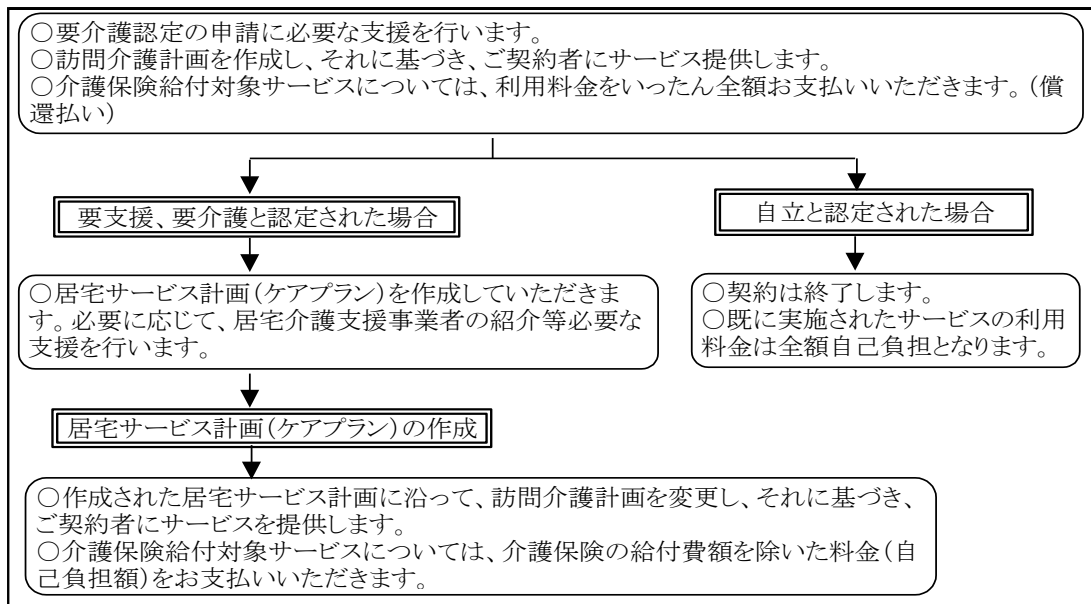 ○要介護認定の申請に必要な支援を行います。
○訪問介護計画を作成し、それに基づき、ご契約者にサービス提供します。
○介護保険給付対象サービスについては、利用料金をいったん全額お支払いいただきます。(償
還払い)
要支援、要介護と認定された場合
自立と認定された場合
○居宅サービス計画(ケアプラン)を作成していただきま
す。必要に応じて、居宅介護支援事業者の紹介等必要な
支援を行います。
○契約は終了します。
○既に実施されたサービスの利用
料金は全額自己負担となります。
居宅サービス計画(ケアプラン)の作成
○作成された居宅サービス計画に沿って、訪問介護計画を変更し、それに基づき、
ご契約者にサービスを提供します。
○介護保険給付対象サービスについては、介護保険の給付費額を除いた料金(自
己負担額)をお支払いいただきます。